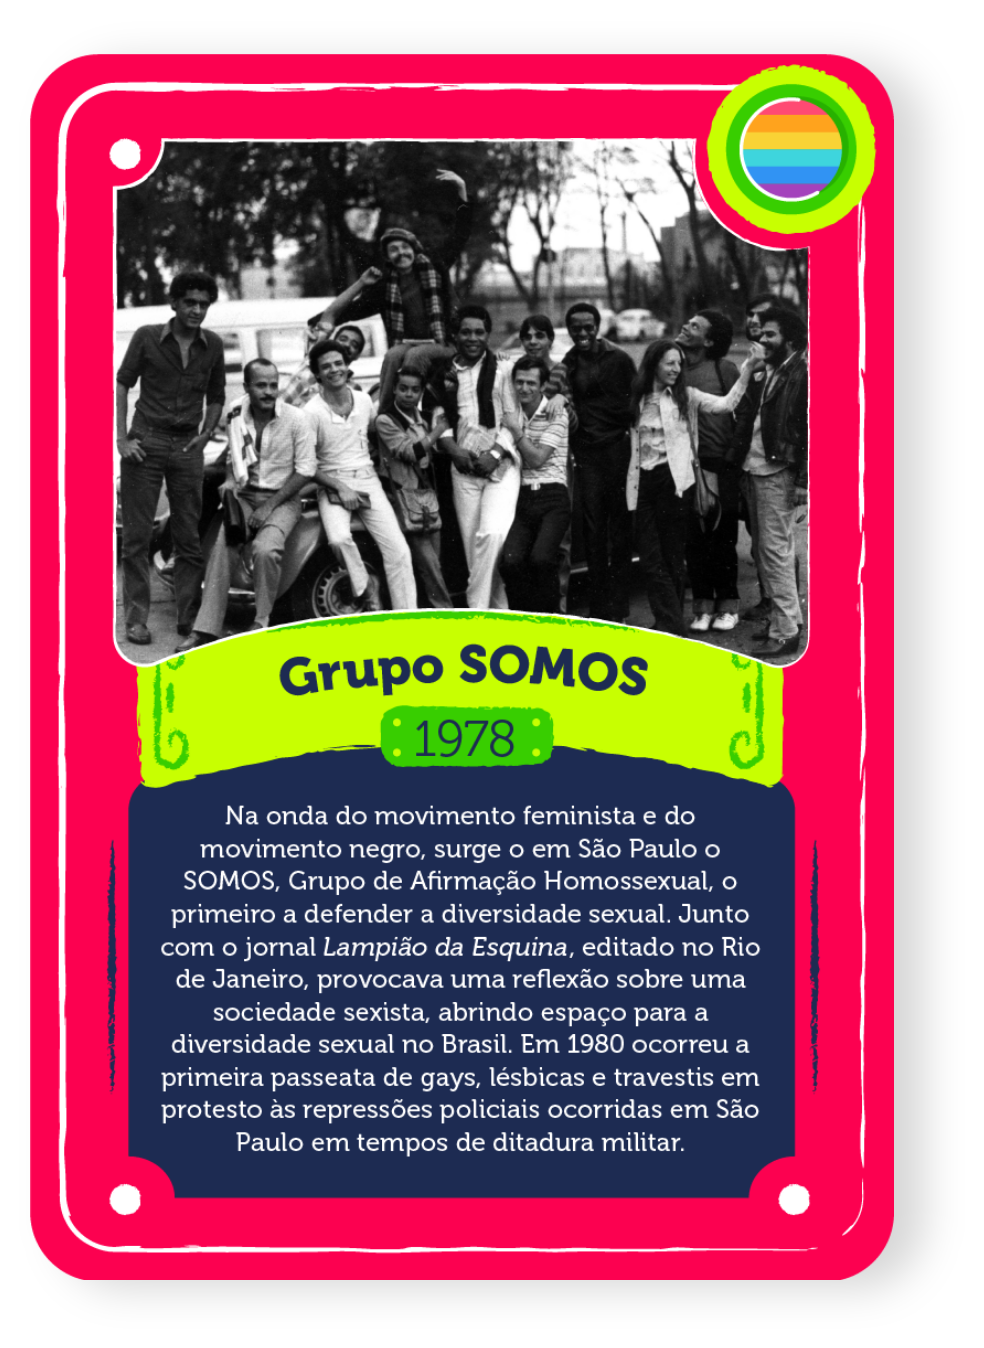 Grupo SOMOS
1978
Na onda do movimento feminista e do
movimento negro, surge o em São Paulo o
SOMOS, Grupo de Afirmação Homossexual, o
primeiro a defender a diversidade sexual. Junto
com o jornal Lampião da Esquina, editado no Rio
de Janeiro, provocava uma reflexão sobre uma
sociedade sexista, abrindo espaço para a
diversidade sexual no Brasil. Em 1980 ocorreu a
primeira passeata de gays, lésbicas e travestis em
protesto às repressões policiais ocorridas em São
Paulo em tempos de ditadura militar.